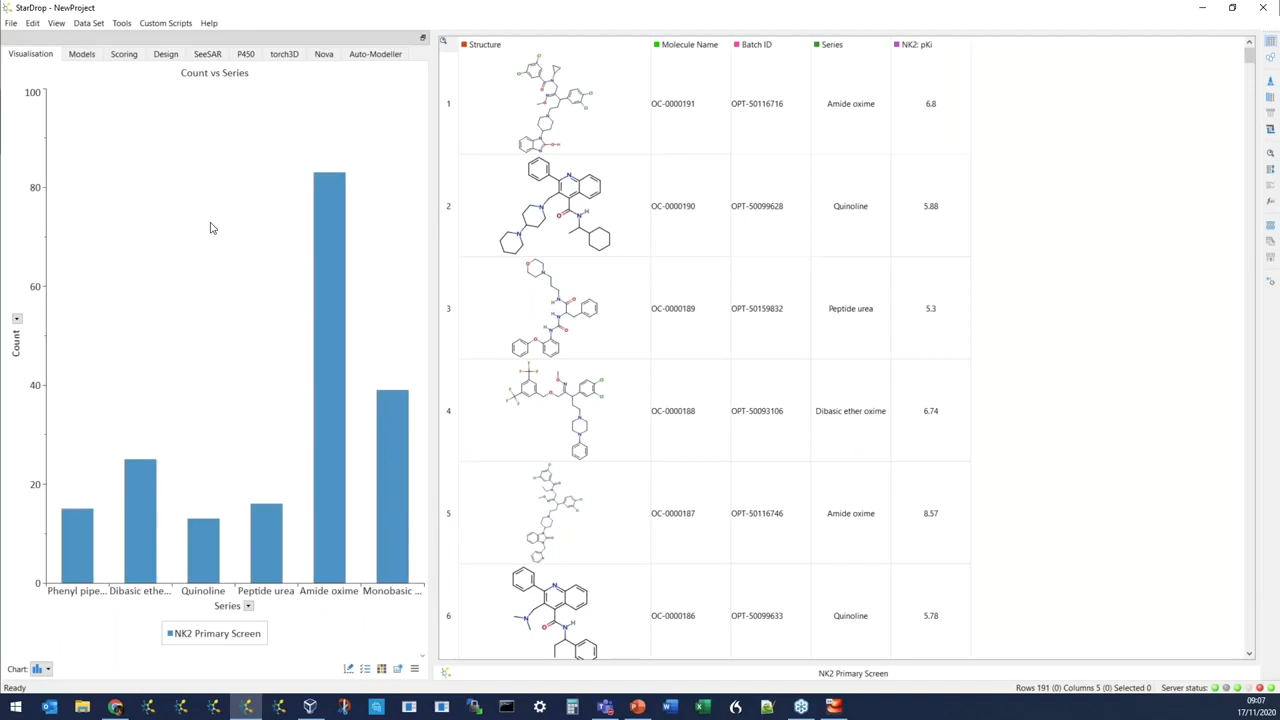 StarDrop - NewProject
File Edit View Data Set Tools Custom Scripts Help
Visualisation Models Scoring Design SeeSAR P450 torch3D Nova Auto-Modeller
Count vs Series
100
80
60
40
20
0
Count
Phenyl pipe... Dibasic ethe... Quinoline Peptide urea Amide oxime Monobasic ...
Series
NK2 Primary Screen
Chart:
Structure Molecule Name Batch ID Series NK2: pKi
1 OC-0000191 OPT-50116716 Amide oxime 6.8
2 OC-0000190 OPT-50099628 Quinoline 5.88
3 OC-0000189 OPT-50159832 Peptide urea 5.3
4 OC-0000188 OPT-50093106 Dibasic ether oxime 6.74
5 OC-0000187 OPT-50116746 Amide oxime 8.57
6 OC-0000186 OPT-50099633 Quinoline 5.78
NK2 Primary Screen
Ready
Rows 191 (0) Columns 5 (0) Selected 0 Server status:
09:07
17/11/2020